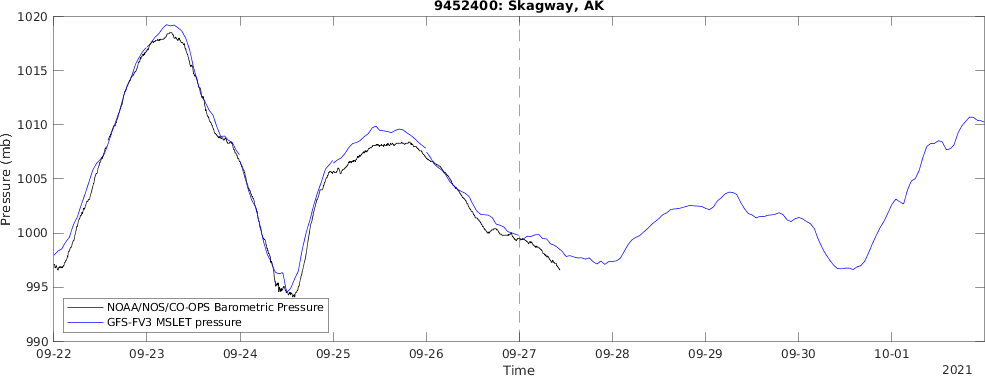 9452400: Skagway, AK
Pressure (mb)
1020
1015
1010
1005
1000
995
990
NOAA/NOS/CO-OPS Barometric Pressure
GFS-FV3 MSLET pressure
09-22 09-23 09-24 09-25 09-26 09-27 09-28 09-29 09-30 10-01
Time
2021